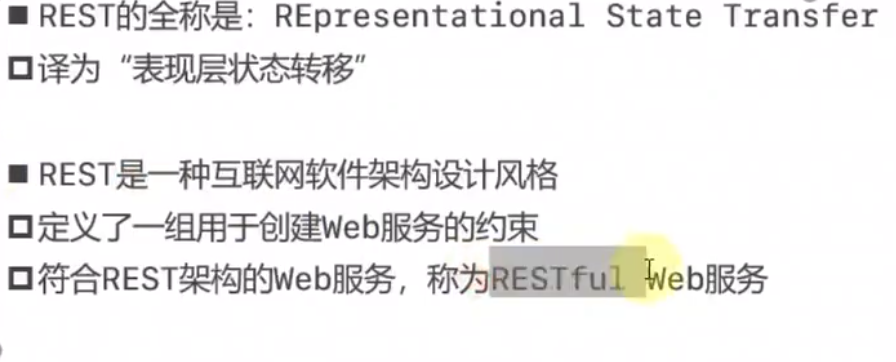 ■ REST的全称是：REpresentational State Transfer
□ 译为“表现层状态转移”
■ REST是一种互联网软件架构设计风格
□ 定义了一组用于创建Web服务的约束
□ 符合REST架构的Web服务，称为RESTful Web服务